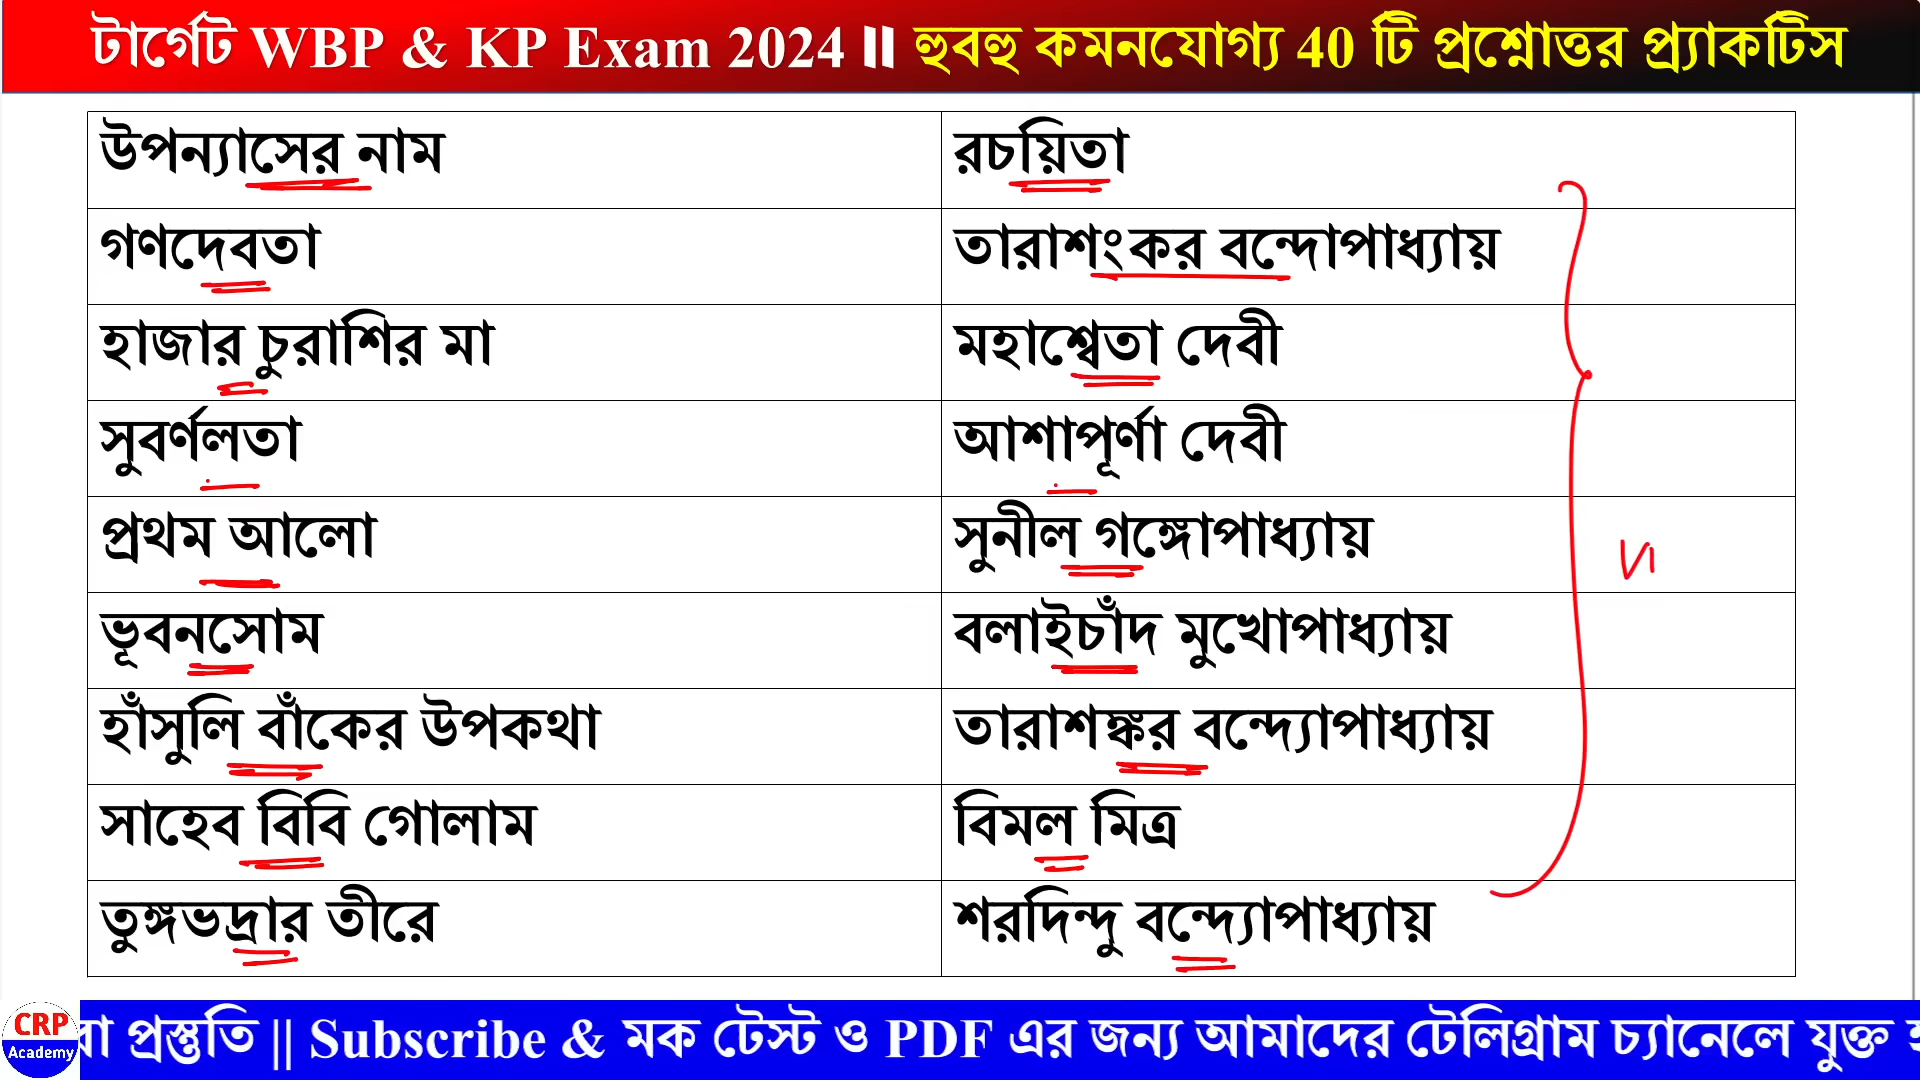 টার্গেট WBP & KP Exam 2024 ॥ হুবহু কমনযোগ্য 40 টি প্রশ্নোত্তর প্র্যাকটিস
উপন্যাসের নাম রচয়িতা
গণদেবতা তারাশংকর বন্দোপাধ্যায়
হাজার চুরাশির মা মহাশ্বেতা দেবী
সুবর্ণলতা আশাপূর্ণা দেবী
প্রথম আলো সুনীল গঙ্গোপাধ্যায়
ভূবনসোম বলাইচাঁদ মুখোপাধ্যায়
হাঁসুলি বাঁকের উপকথা তারাশঙ্কর বন্দ্যোপাধ্যায়
সাহেব বিবি গোলাম বিমল মিত্র
তুঙ্গভদ্রার তীরে শরদিন্দু বন্দ্যোপাধ্যায়
CRP
Academy
প্রস্তুতি || Subscribe & মক টেস্ট ও PDF এর জন্য আমাদের টেলিগ্রাম চ্যানেলে যুক্ত